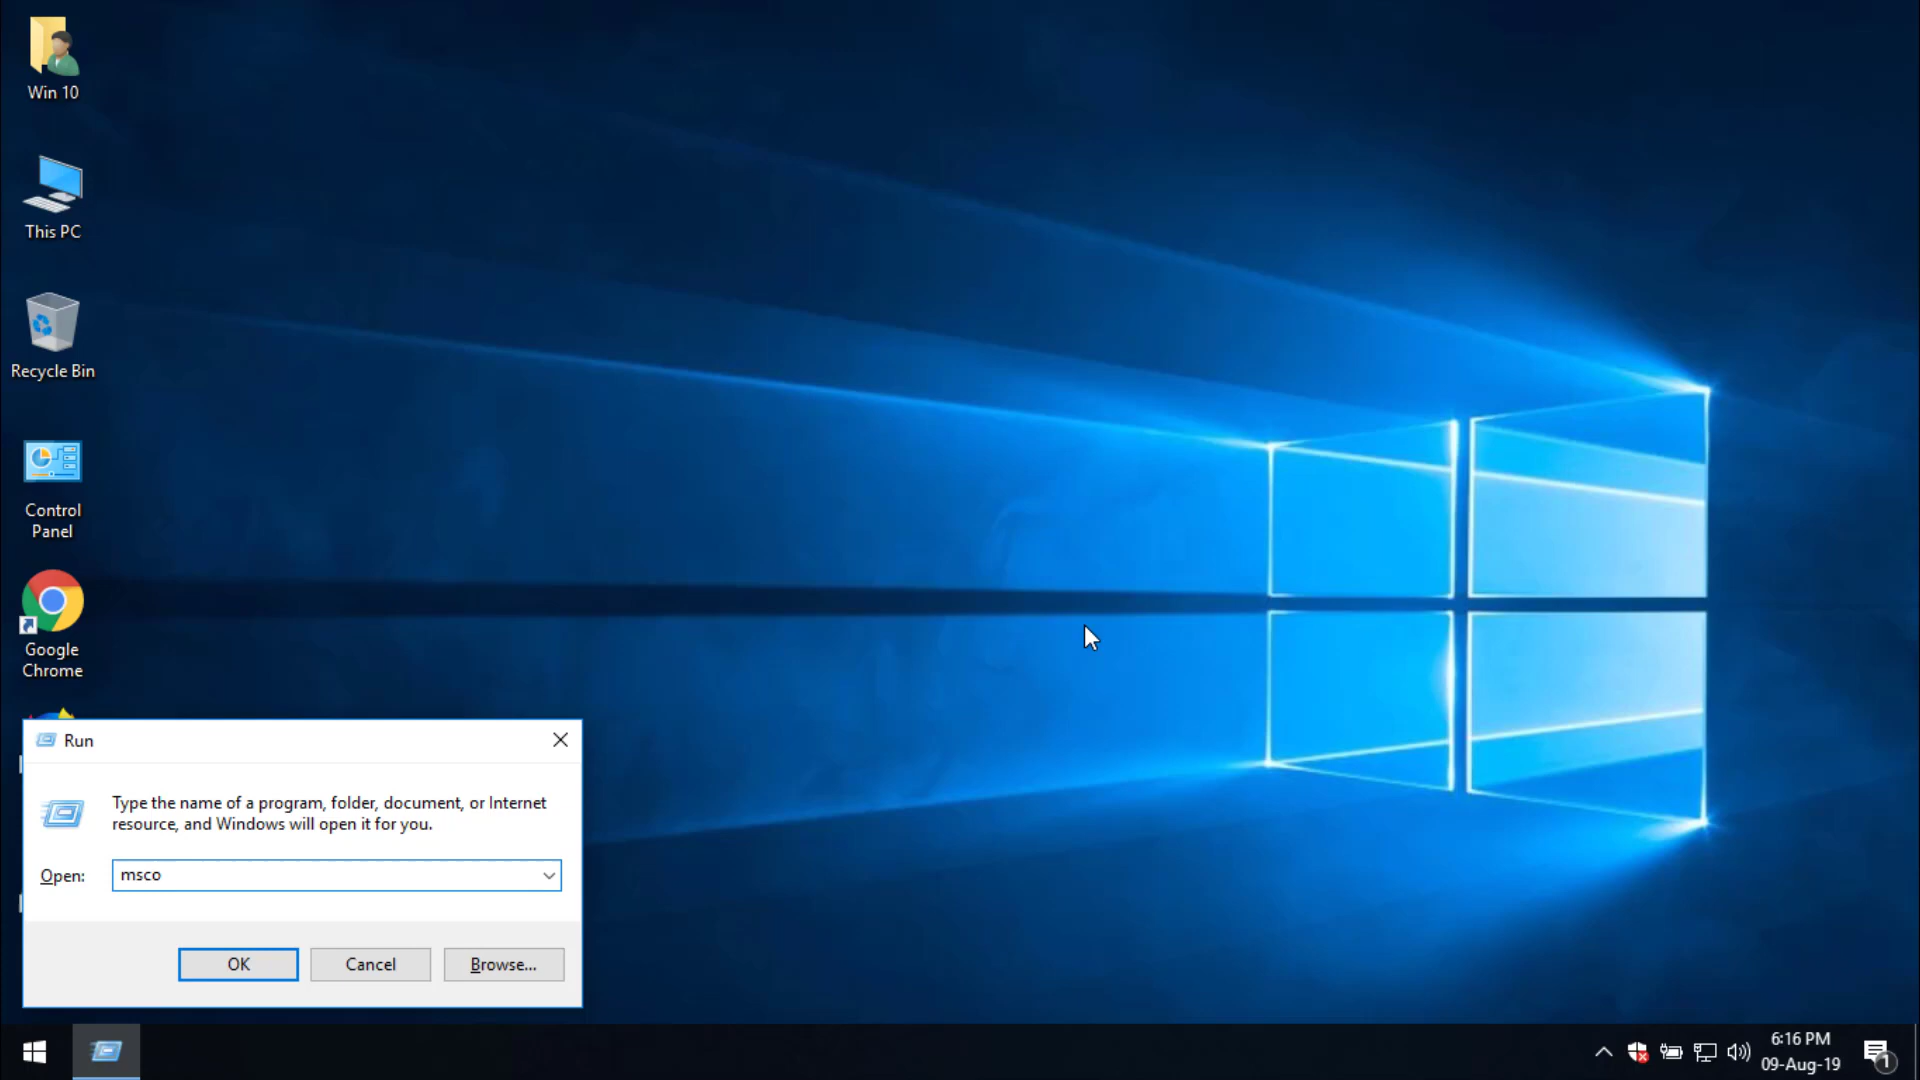 Win 10
This PC
Recycle Bin
Control
Panel
Google
Chrome
Run
Type the name of a program, folder, document, or Internet
resource, and Windows will open it for you.
Open:
msco
OK
Cancel
Browse...
6:16 PM
09-Aug-19
1